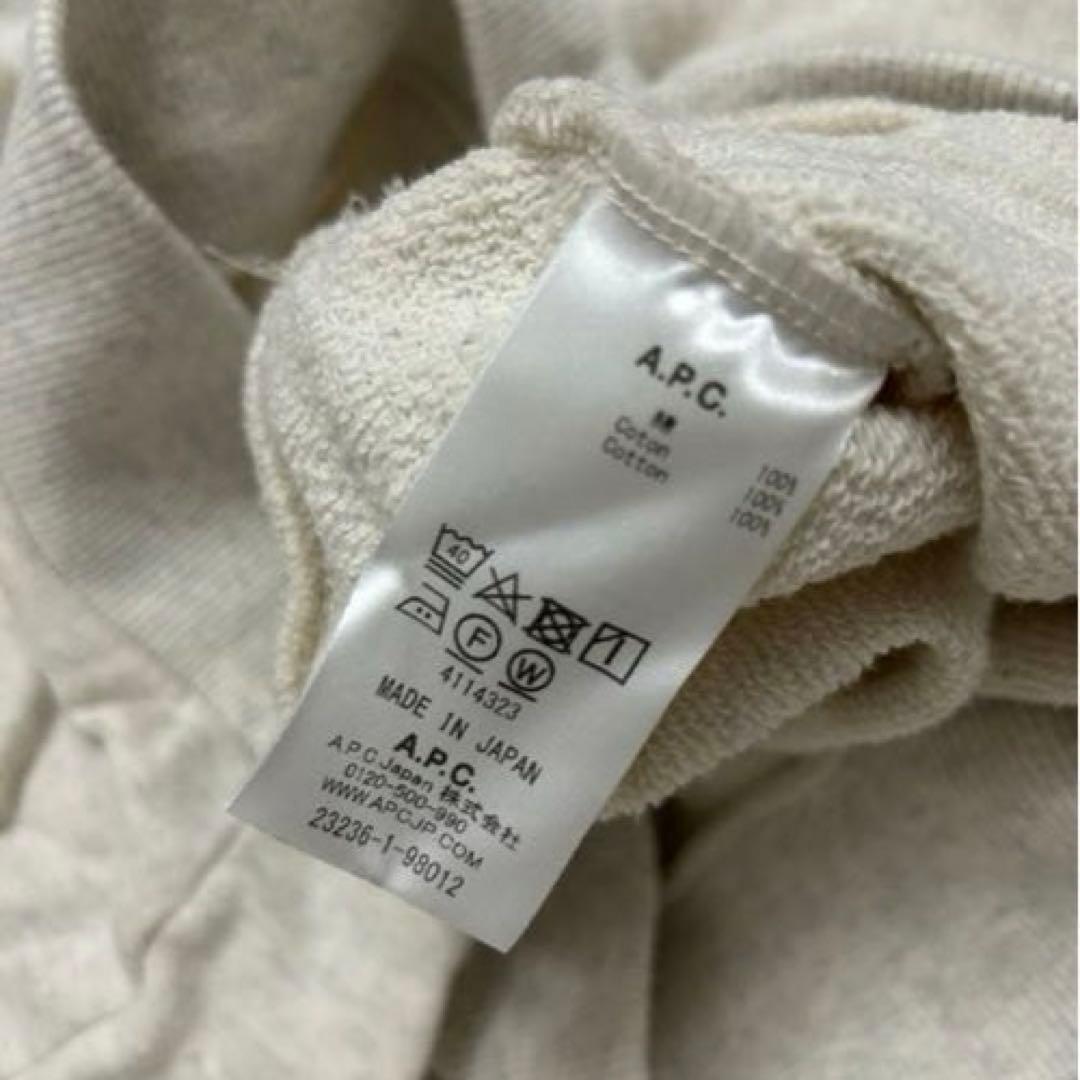 A.P.C.
綿 100%
Coton 100%
Cotton 100%
40
F W
4114323
MADE IN JAPAN
A.P.C.
A.P.C Japan 株式会社
0120-500-990
WWW.APCJP.COM
23236-1-98012